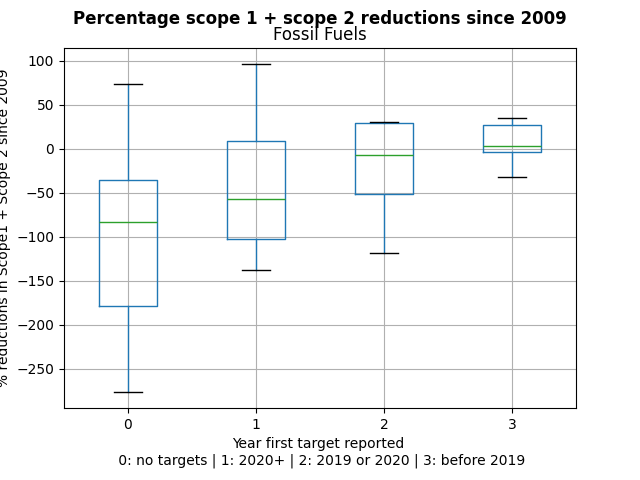 Percentage scope 1 + scope 2 reductions since 2009
Fossil Fuels
% reductions in Scope1 + Scope 2 since 2009
100
50
0
−50
−100
−150
−200
−250
0
1
2
3
Year first target reported
0: no targets | 1: 2020+ | 2: 2019 or 2020 | 3: before 2019